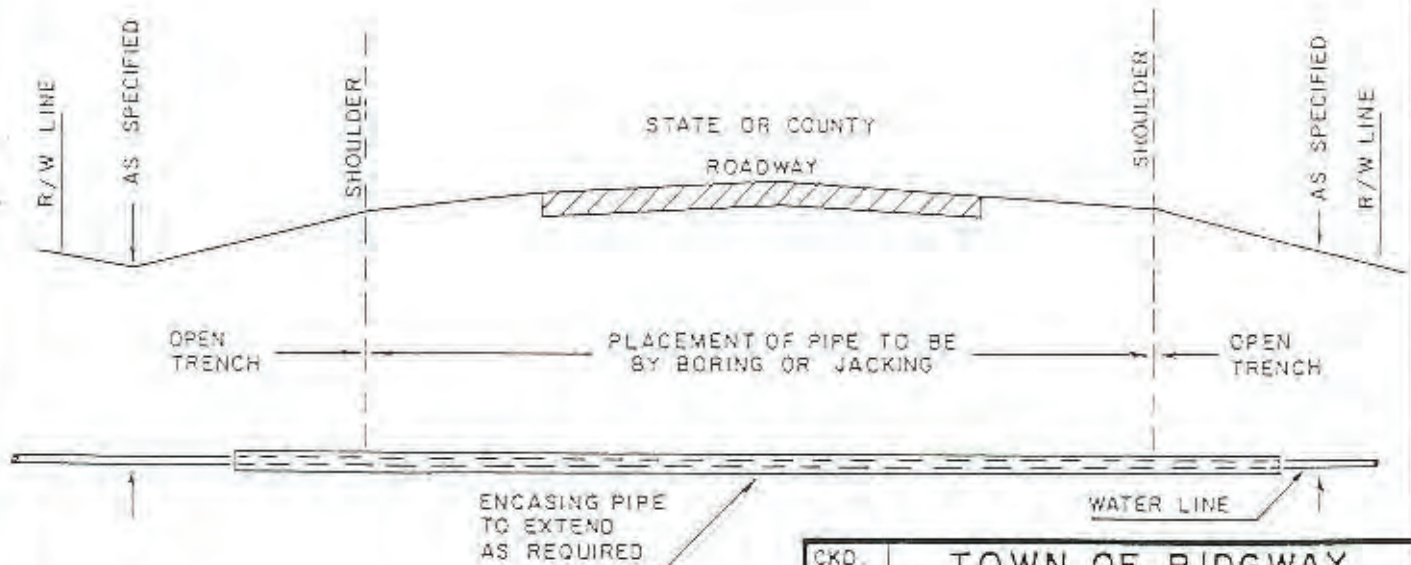 R/W LINE
AS SPECIFIED
SHOULDER
STATE OR COUNTY
ROADWAY
SHOULDER
AS SPECIFIED
R/W LINE
OPEN
TRENCH
PLACEMENT OF PIPE TO BE
BY BORING OR JACKING
OPEN
TRENCH
ENCASING PIPE
TO EXTEND
AS REQUIRED
WATER LINE
CKD.
TOWN OF RIDGWAY